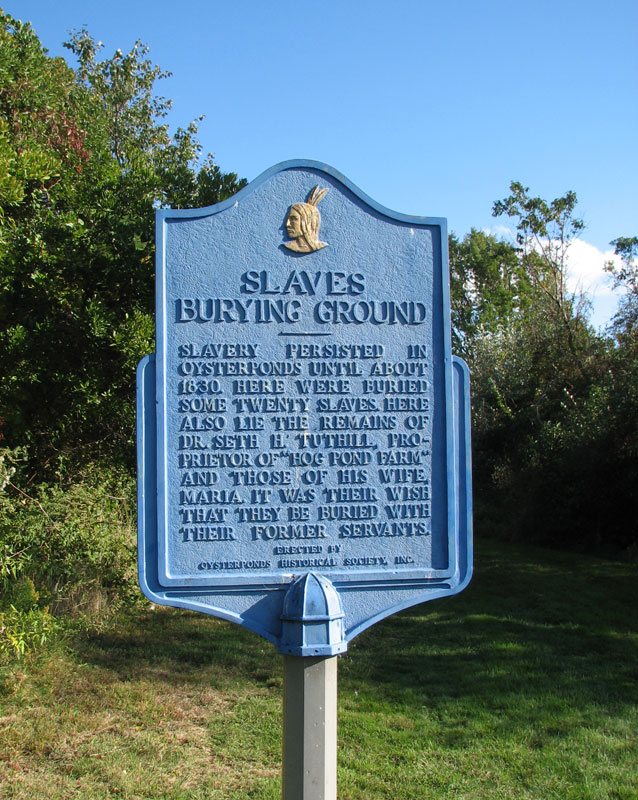 SLAVES
BURYING GROUND
SLAVERY PERSISTED IN
OYSTERPONDS UNTIL ABOUT
1830. HERE WERE BURIED
SOME TWENTY SLAVES. HERE
ALSO LIE THE REMAINS OF
DR. SETH H. TUTHILL, PRO-
PRIETOR OF "HOG POND FARM"
AND THOSE OF HIS WIFE,
MARIA. IT WAS THEIR WISH
THAT THEY BE BURIED WITH
THEIR FORMER SERVANTS.
ERECTED BY
OYSTERPONDS HISTORICAL SOCIETY, INC.